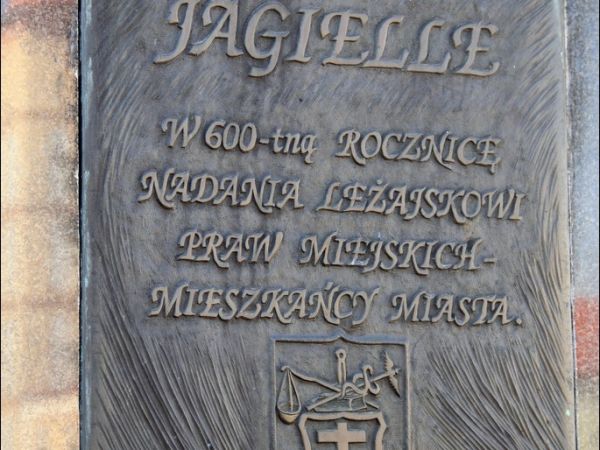 JAGIELLE
W 600-tną ROCZNICĘ
NADANIA LEŻAJSKOWI
PRAW MIEJSKICH-
MIESZKAŃCY MIASTA.